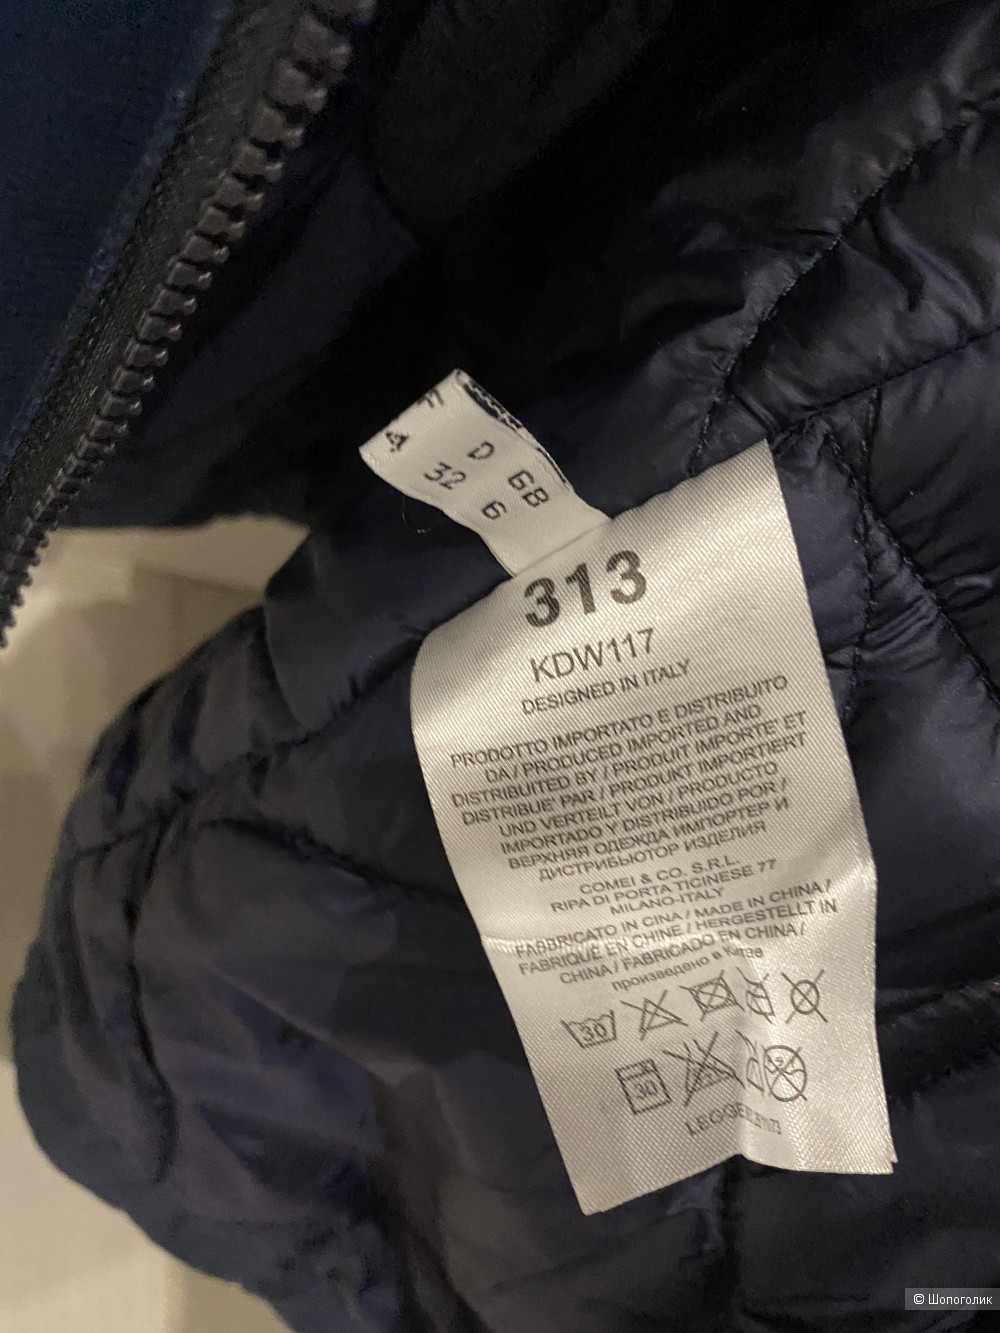 F
D GB
32 6
313
KDW117
DESIGNED IN ITALY
PRODOTTO IMPORTATO E DISTRIBUITO
DA / PRODUCED IMPORTED AND
DISTRIBUTED BY / PRODUIT IMPORTE' ET
DISTRIBUE' PAR / PRODUKT IMPORTIERT
UND VERTEILT VON / PRODUCTO
IMPORTADO Y DISTRIBUIDO POR /
ВЕРХНЯЯ ОДЕЖДА ИМПОРТЕР И
ДИСТРИБЬЮТОР ИЗДЕЛИЯ
COMEI & CO. S.R.L.
RIPA DI PORTA TICINESE 77
MILANO-ITALY
FABBRICATO IN CINA / MADE IN CHINA /
FABRIQUÉ EN CHINE / HERGESTELLT IN
CHINA / FABRICADO EN CHINA /
произведено в Китае
30
30
© Шопоголик